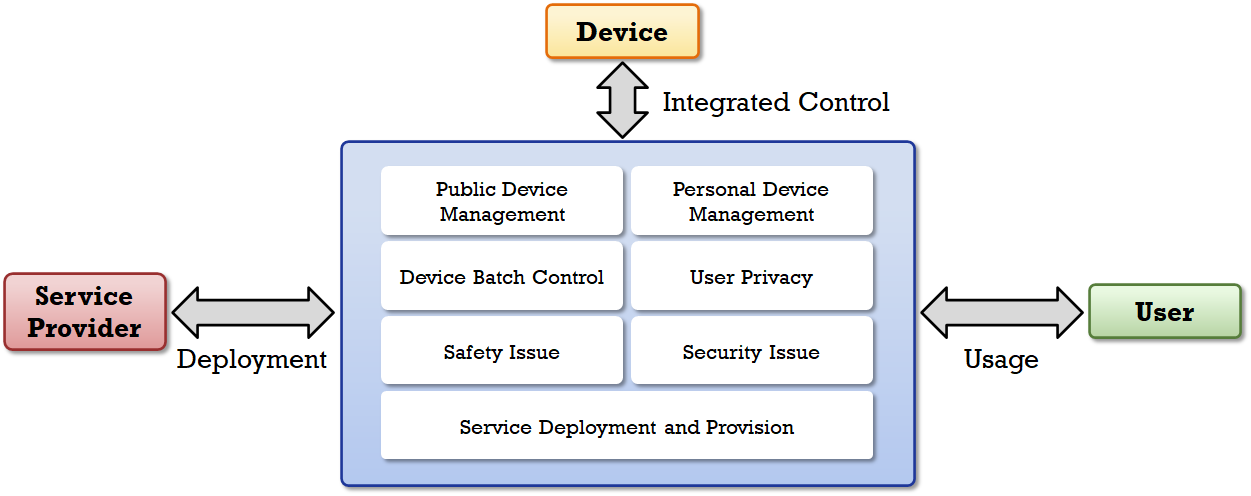 Device
Integrated Control
Public Device
Management
Personal Device
Management
Device Batch Control
User Privacy
Safety Issue
Security Issue
Service Deployment and Provision
Service
Provider
Deployment
User
Usage